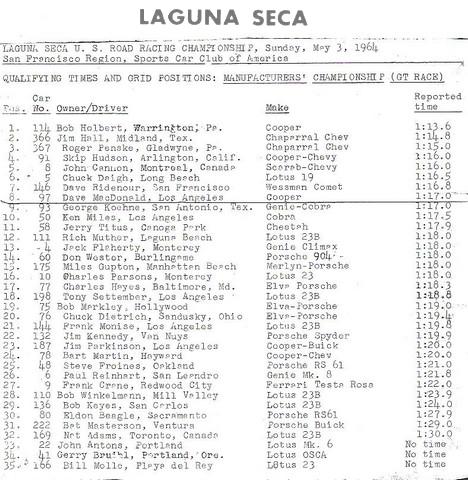 LAGUNA SECA
LAGUNA SECA U. S. ROAD RACING CHAMPIONSHIP, Sunday, May 3, 1964
San Francisco Region, Sports Car Club of America
QUALIFYING TIMES AND GRID POSITIONS: MANUFACTURERS' CHAMPIONSHIP (GT RACE)
Pos. Car No. Owner/Driver Make Reported time
1. 114 Bob Holbert, Warrington, Pa. Cooper 1:13.6
2. 366 Jim Hall, Midland, Tex. Chaparral Chev 1:14.8
3. 367 Roger Penske, Gladwyne, Pa. Chaparral Chev 1:15.0
4. 91 Skip Hudson, Arlington, Calif. Cooper-Chevy 1:16.0
5. 8 John Cannon, Montreal, Canada Scarab-Chevy 1:16.0
6. 5 Chuck Daigh, Long Beach Lotus 19 1:16.5
7. 146 Dave Ridenour, San Francisco Wessman Comet 1:16.8
8. 97 Dave MacDonald, Los Angeles Cooper 1:17.0
9. 93 George Koehne, San Antonio, Tex. Genie-Cobra 1:17.0
10. 50 Ken Miles, Los Angeles Cobra 1:17.5
11. 58 Jerry Titus, Canoga Park Cheetah 1:17.9
12. 111 Rich Muther, Laguna Beach Lotus 23B 1:18.0
13. 4 Jack Flaherty, Monterey Genie Climax 1:18.0
14. 60 Don Wester, Burlingame Porsche 904 1:18.0
15. 175 Miles Gupton, Manhattan Beach Merlyn-Porsche 1:18.0
16. 10 Charles Parsons, Monterey Lotus 23 1:18.0
17. 77 Charles Hayes, Baltimore, Md. Elva Porsche 1:18.3
18. 198 Tony Settember, Los Angeles Lotus 23B 1:18.8
19. 75 Bob Markley, Hollywood Elva-Porsche 1:19.0
20. 76 Chuck Dietrich, Sandusky, Ohio Elva-Porsche 1:19.4
21. 144 Frank Monise, Los Angeles Lotus 23B 1:19.8
22. 132 Jim Kennedy, Van Nuys Porsche Spyder 1:19.9
23. 187 Jim Parkinson, Los Angeles Cooper-Buick 1:20.0
24. 78 Bart Martin, Hayward Cooper-Chev 1:20.0
25. 48 Steve Froines, Oakland Porsche RS 61 1:21.0
26. 6 Paul Reinhart, San Leandro Genie Mk. 8 1:21.8
27. 9 Frank Crane, Redwood City Ferrari Testa Rosa 1:22.0
28. 110 Bob Winkelmann, Mill Valley Lotus 23B 1:23.9
29. 136 Bob Keyes, San Carlos Lotus 23B 1:24.0
30. 80 Eldon Beagle, Sacramento Porsche RS61 1:27.9
31. 222 Bat Masterson, Ventura Porsche Buick 1:29.0
32. 169 Nat Adams, Toronto, Canada Lotus 23B 1:30.0
33. 22 John Antons, Portland Lotus Mk. 6 No time
34. 41 Gerry Bruihl, Portland, Ore. Lotus OSCA No time
35. 166 Bill Molle, Playa del Rey Lotus 23 No time